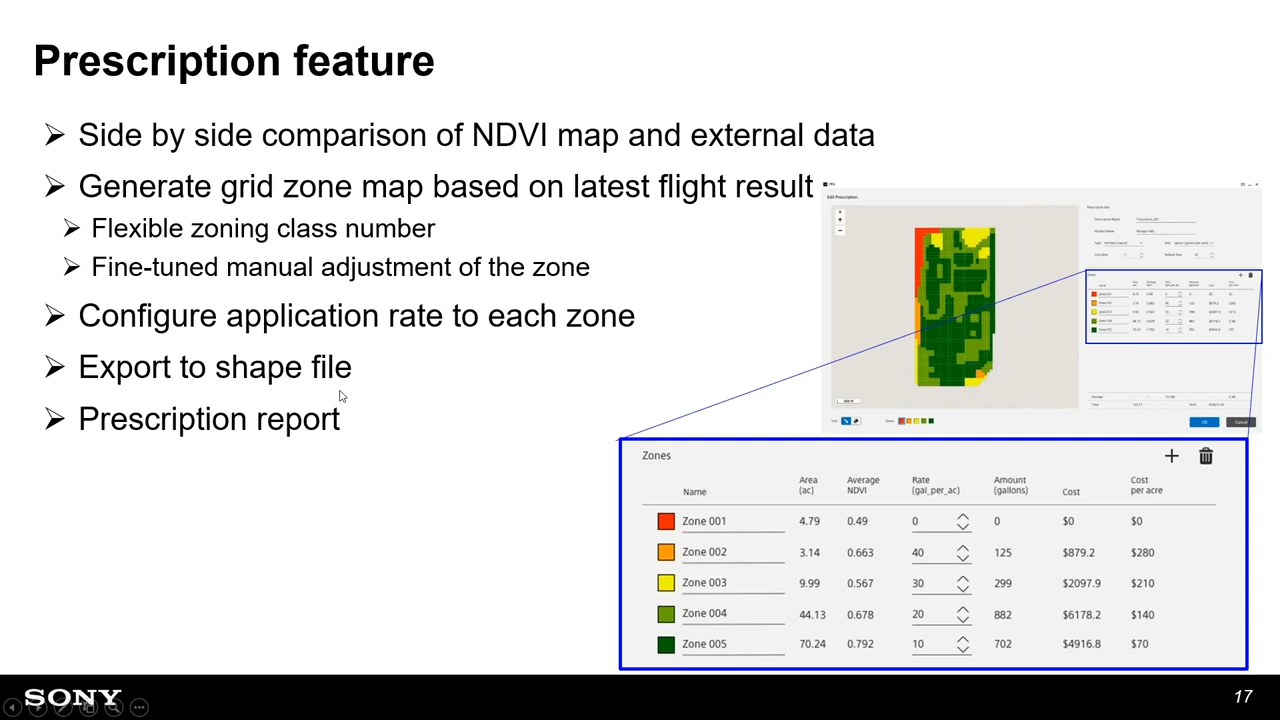 Prescription feature
Side by side comparison of NDVI map and external data
Generate grid zone map based on latest flight result
Flexible zoning class number
Fine-tuned manual adjustment of the zone
Configure application rate to each zone
Export to shape file
Prescription report
Edit Prescription
OK Cancel
Zones
Name Area (ac) Average NDVI Rate (gal_per_ac) Amount (gallons) Cost Cost per acre
Zone 001 4.79 0.49 0 0 $0 $0
Zone 002 3.14 0.663 40 125 $879.2 $280
Zone 003 9.99 0.567 30 299 $2097.9 $210
Zone 004 44.13 0.678 20 882 $6178.2 $140
Zone 005 70.24 0.792 10 702 $4916.8 $70
SONY
17